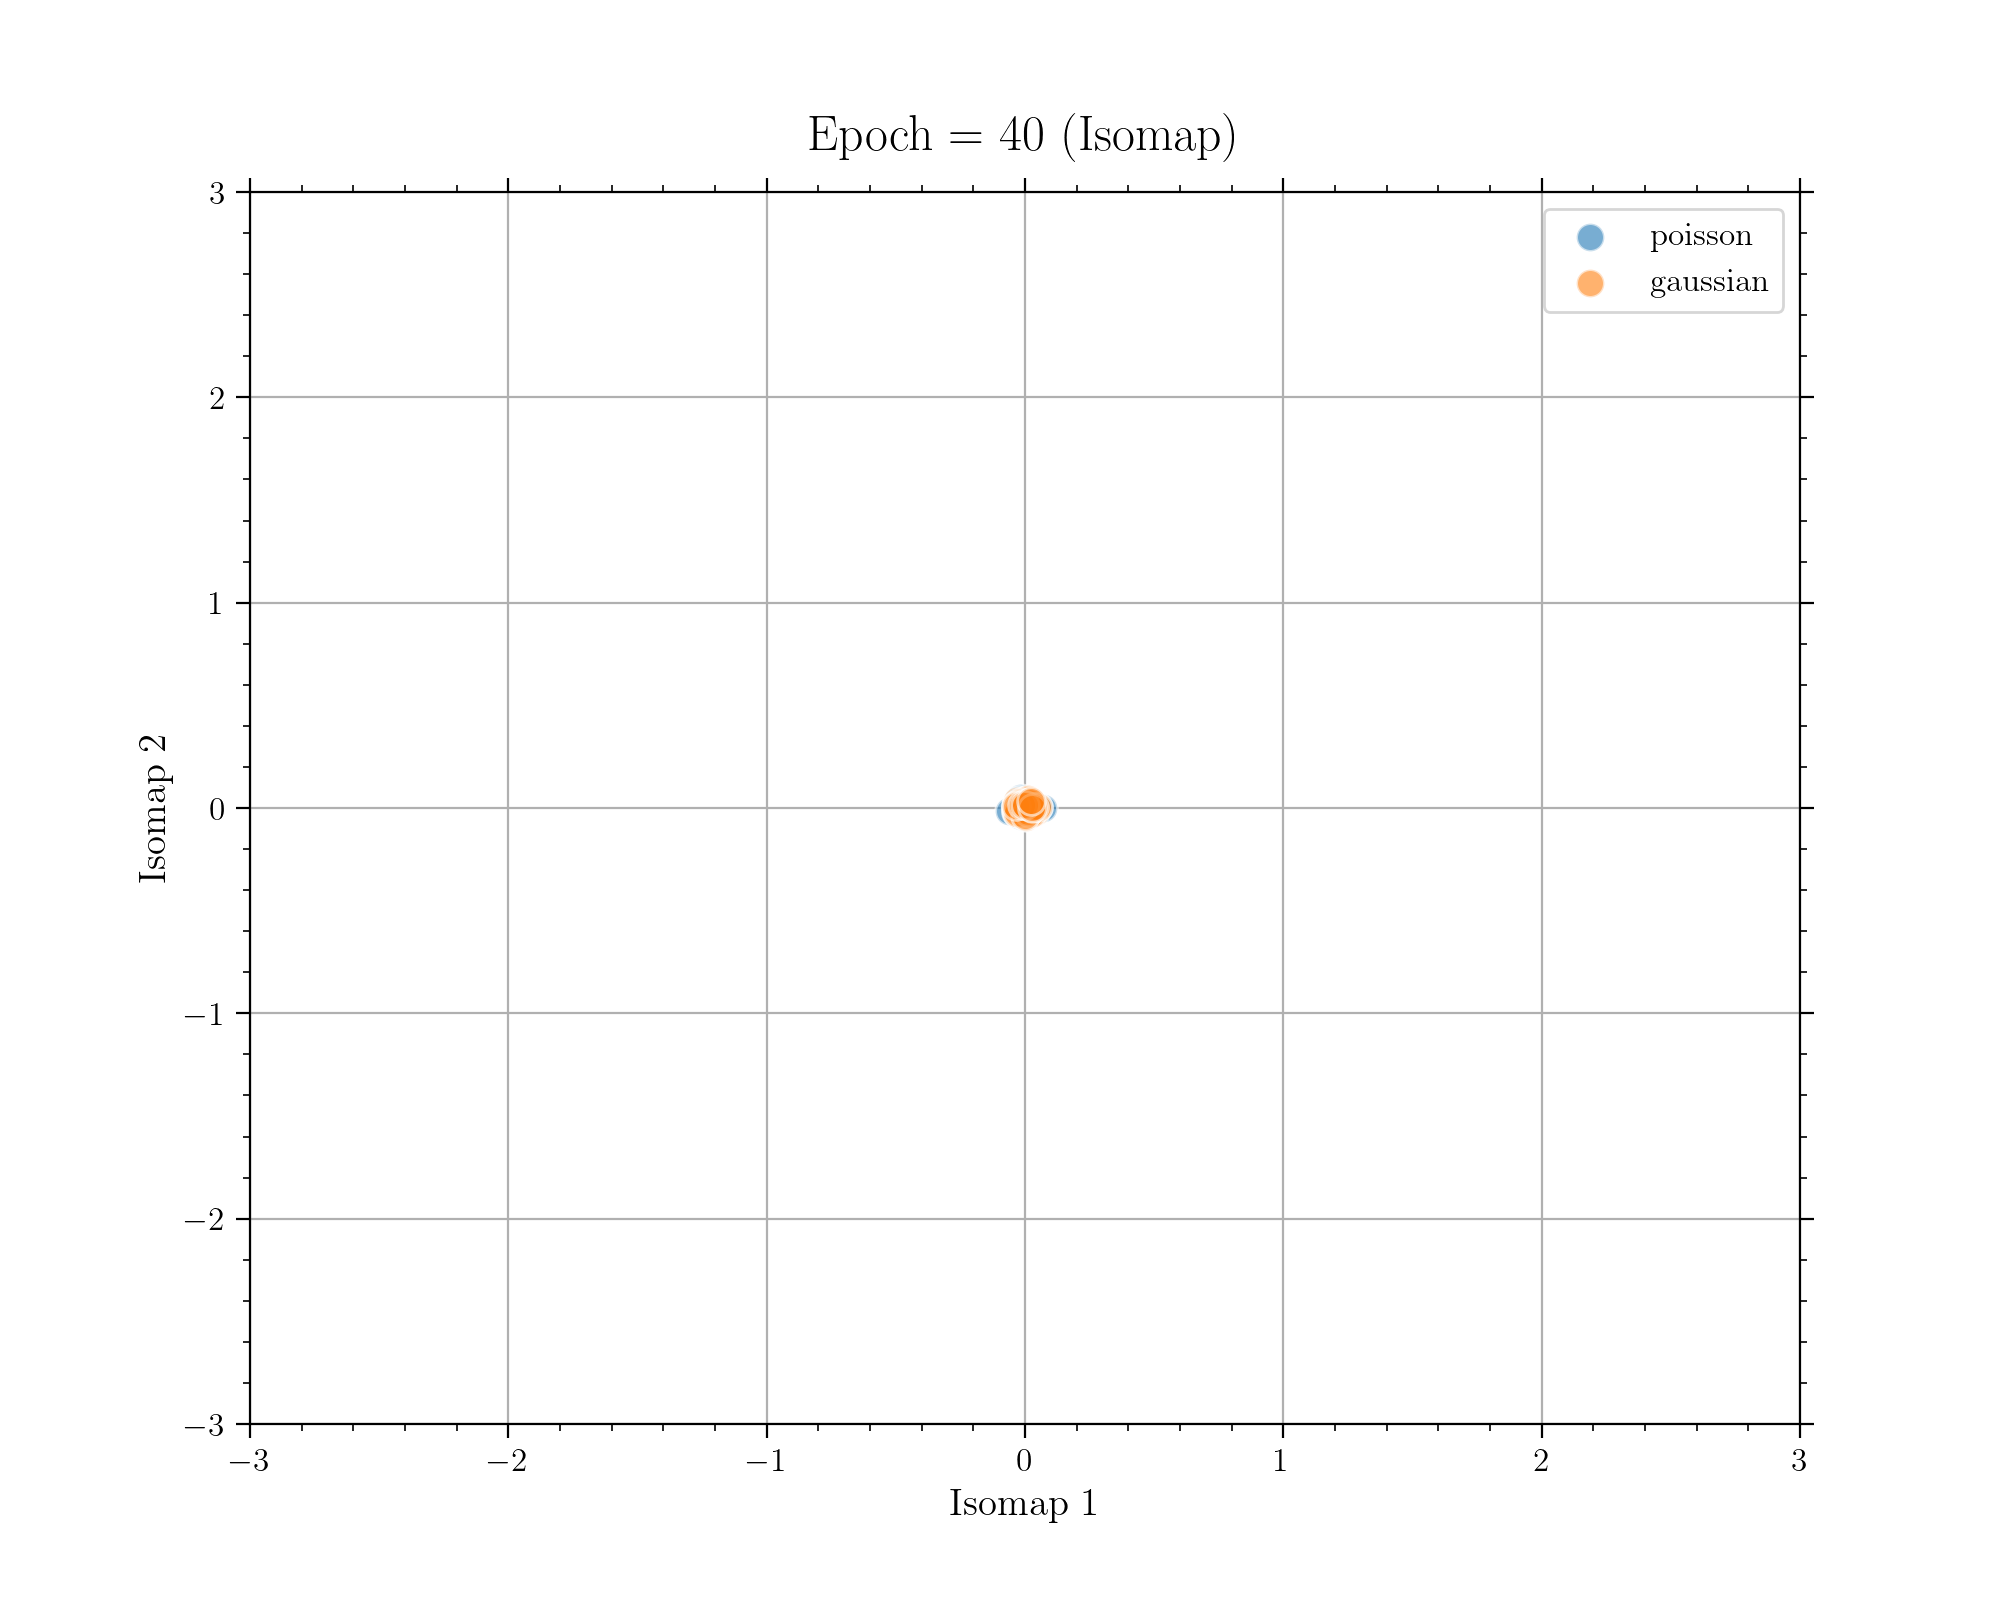 Epoch = 40 (Isomap)
poisson
gaussian
3
2
1
0
−1
−2
−3
Isomap 2
−3 −2 −1 0 1 2 3
Isomap 1